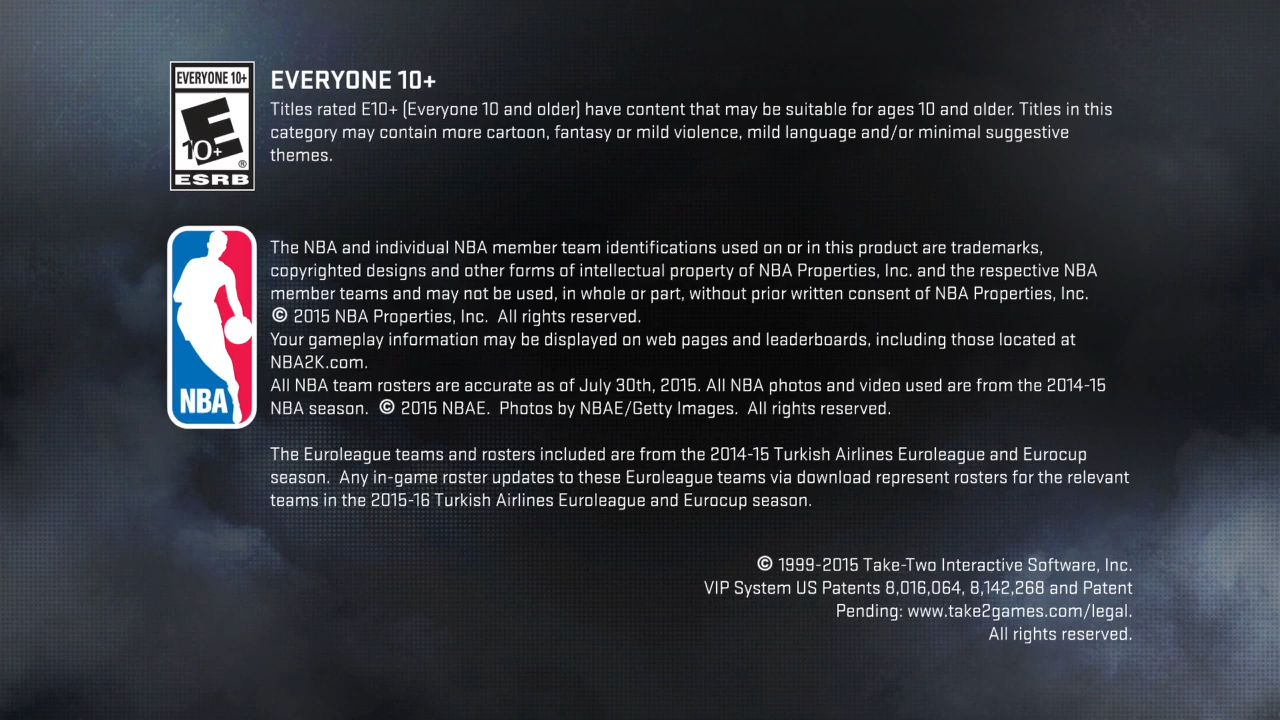 EVERYONE 10+
E
10+
®
ESRB
EVERYONE 10+
Titles rated E10+ (Everyone 10 and older) have content that may be suitable for ages 10 and older. Titles in this
category may contain more cartoon, fantasy or mild violence, mild language and/or minimal suggestive
themes.
NBA
The NBA and individual NBA member team identifications used on or in this product are trademarks,
copyrighted designs and other forms of intellectual property of NBA Properties, Inc. and the respective NBA
member teams and may not be used, in whole or part, without prior written consent of NBA Properties, Inc.
© 2015 NBA Properties, Inc. All rights reserved.
Your gameplay information may be displayed on web pages and leaderboards, including those located at
NBA2K.com.
All NBA team rosters are accurate as of July 30th, 2015. All NBA photos and video used are from the 2014-15
NBA season. © 2015 NBAE. Photos by NBAE/Getty Images. All rights reserved.
The Euroleague teams and rosters included are from the 2014-15 Turkish Airlines Euroleague and Eurocup
season. Any in-game roster updates to these Euroleague teams via download represent rosters for the relevant
teams in the 2015-16 Turkish Airlines Euroleague and Eurocup season.
© 1999-2015 Take-Two Interactive Software, Inc.
VIP System US Patents 8,016,064, 8,142,268 and Patent
Pending: www.take2games.com/legal.
All rights reserved.